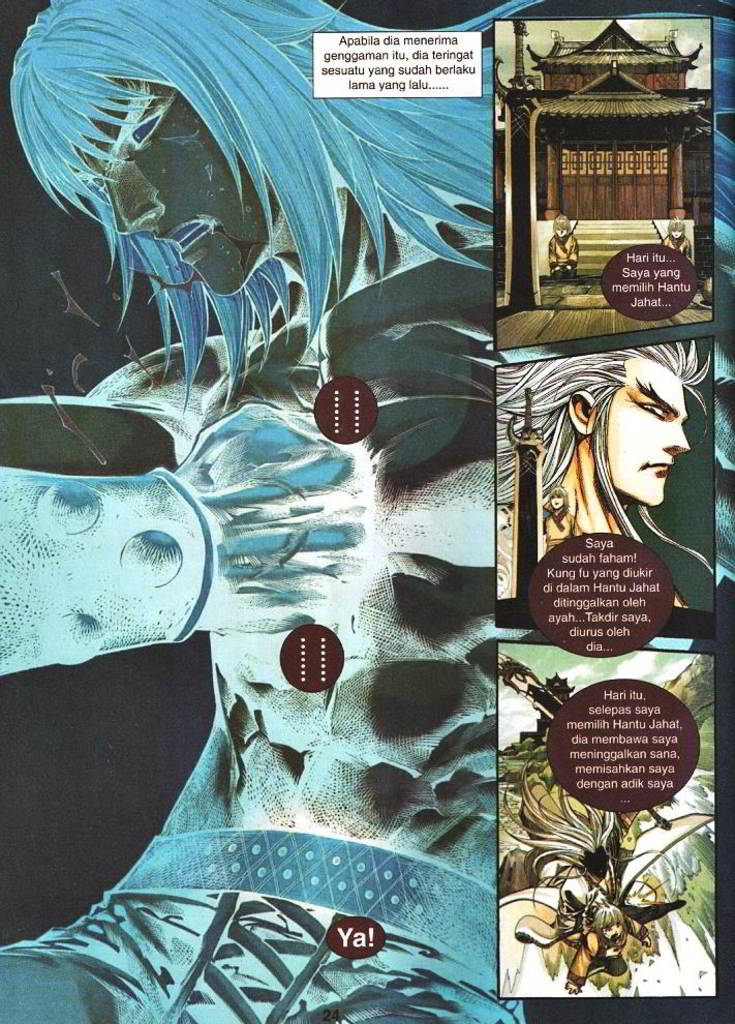 Apabila dia menerima
genggaman itu, dia teringat
sesuatu yang sudah berlaku
lama yang lalu......
Hari itu...
Saya yang
memilih Hantu
Jahat...
Saya
sudah faham!
Kung fu yang diukir
di dalam Hantu Jahat
ditinggalkan oleh
ayah...Takdir saya,
diurus oleh
dia...
Hari itu,
selepas saya
memilih Hantu Jahat,
dia membawa saya
meninggalkan sana,
memisahkan saya
dengan adik saya
...
Ya!
24